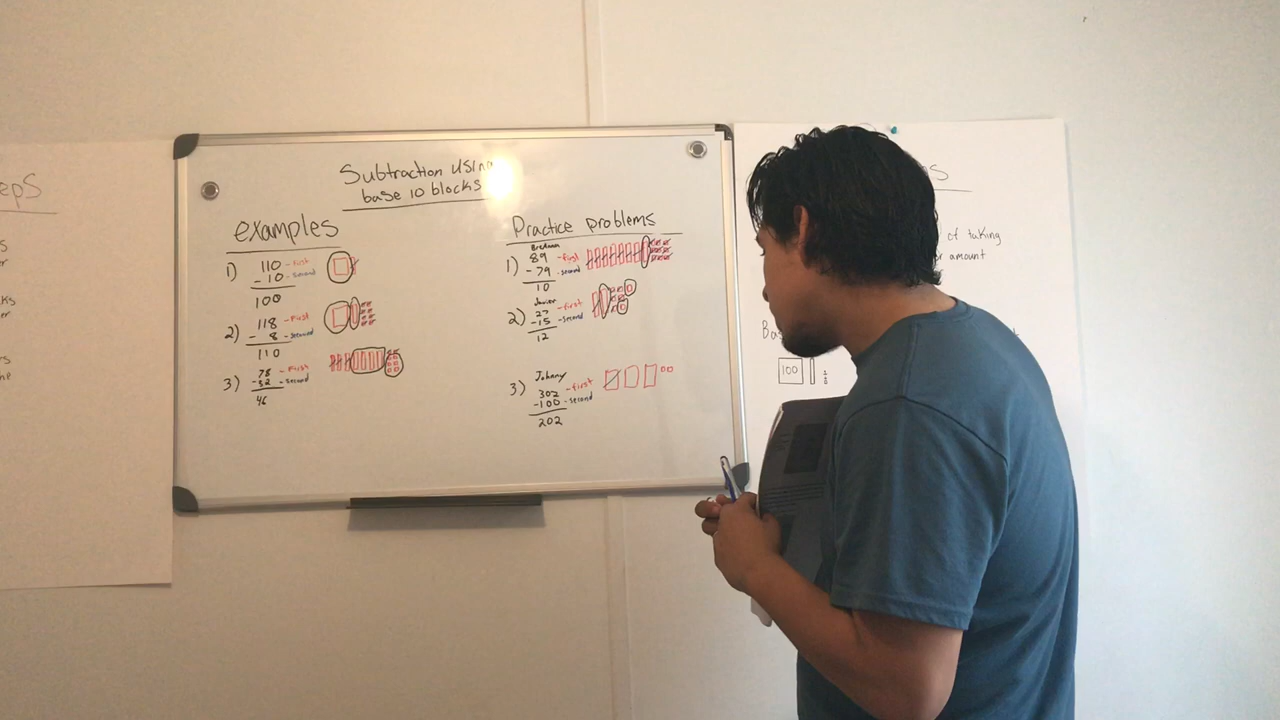 epS
Subtraction Using
base 10 blocks
examples
1) 110 - first
- 10 - second
100
2) 118 - first
- 8 - second
110
3) 78 - first
- 32 - second
46
Practice problems
1) 89 - first
- 79 - second
10
Javier
2) 27 - first
- 15 - second
12
Johnny
3) 302 - first
- 100 - second
202
S
of taking
amount
100